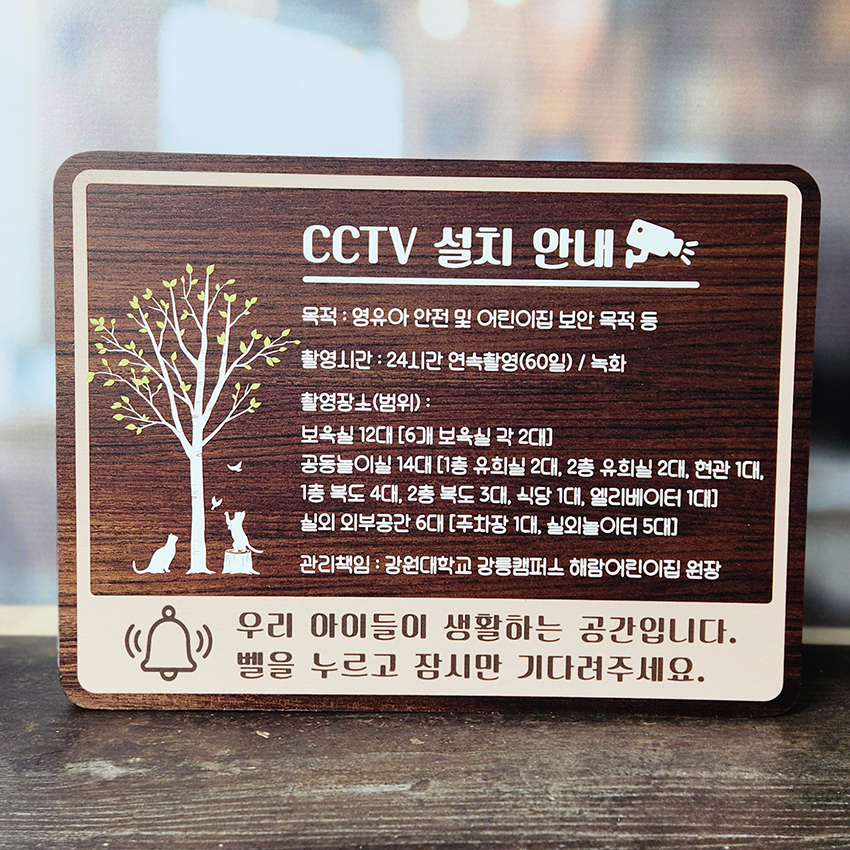 CCTV 설치 안내
목적 : 영유아 안전 및 어린이집 보안 목적 등
촬영시간 : 24시간 연속촬영(60일) / 녹화
촬영장소(범위) :
보육실 12대 [6개 보육실 각 2대]
공동놀이실 14대 [1층 유희실 2대, 2층 유희실 2대, 현관 1대,
1층 복도 4대, 2층 복도 3대, 식당 1대, 엘리베이터 1대]
실외 외부공간 6대 [주차장 1대, 실외놀이터 5대]
관리책임 : 강원대학교 강릉캠퍼스 해람어린이집 원장
우리 아이들이 생활하는 공간입니다.
벨을 누르고 잠시만 기다려주세요.